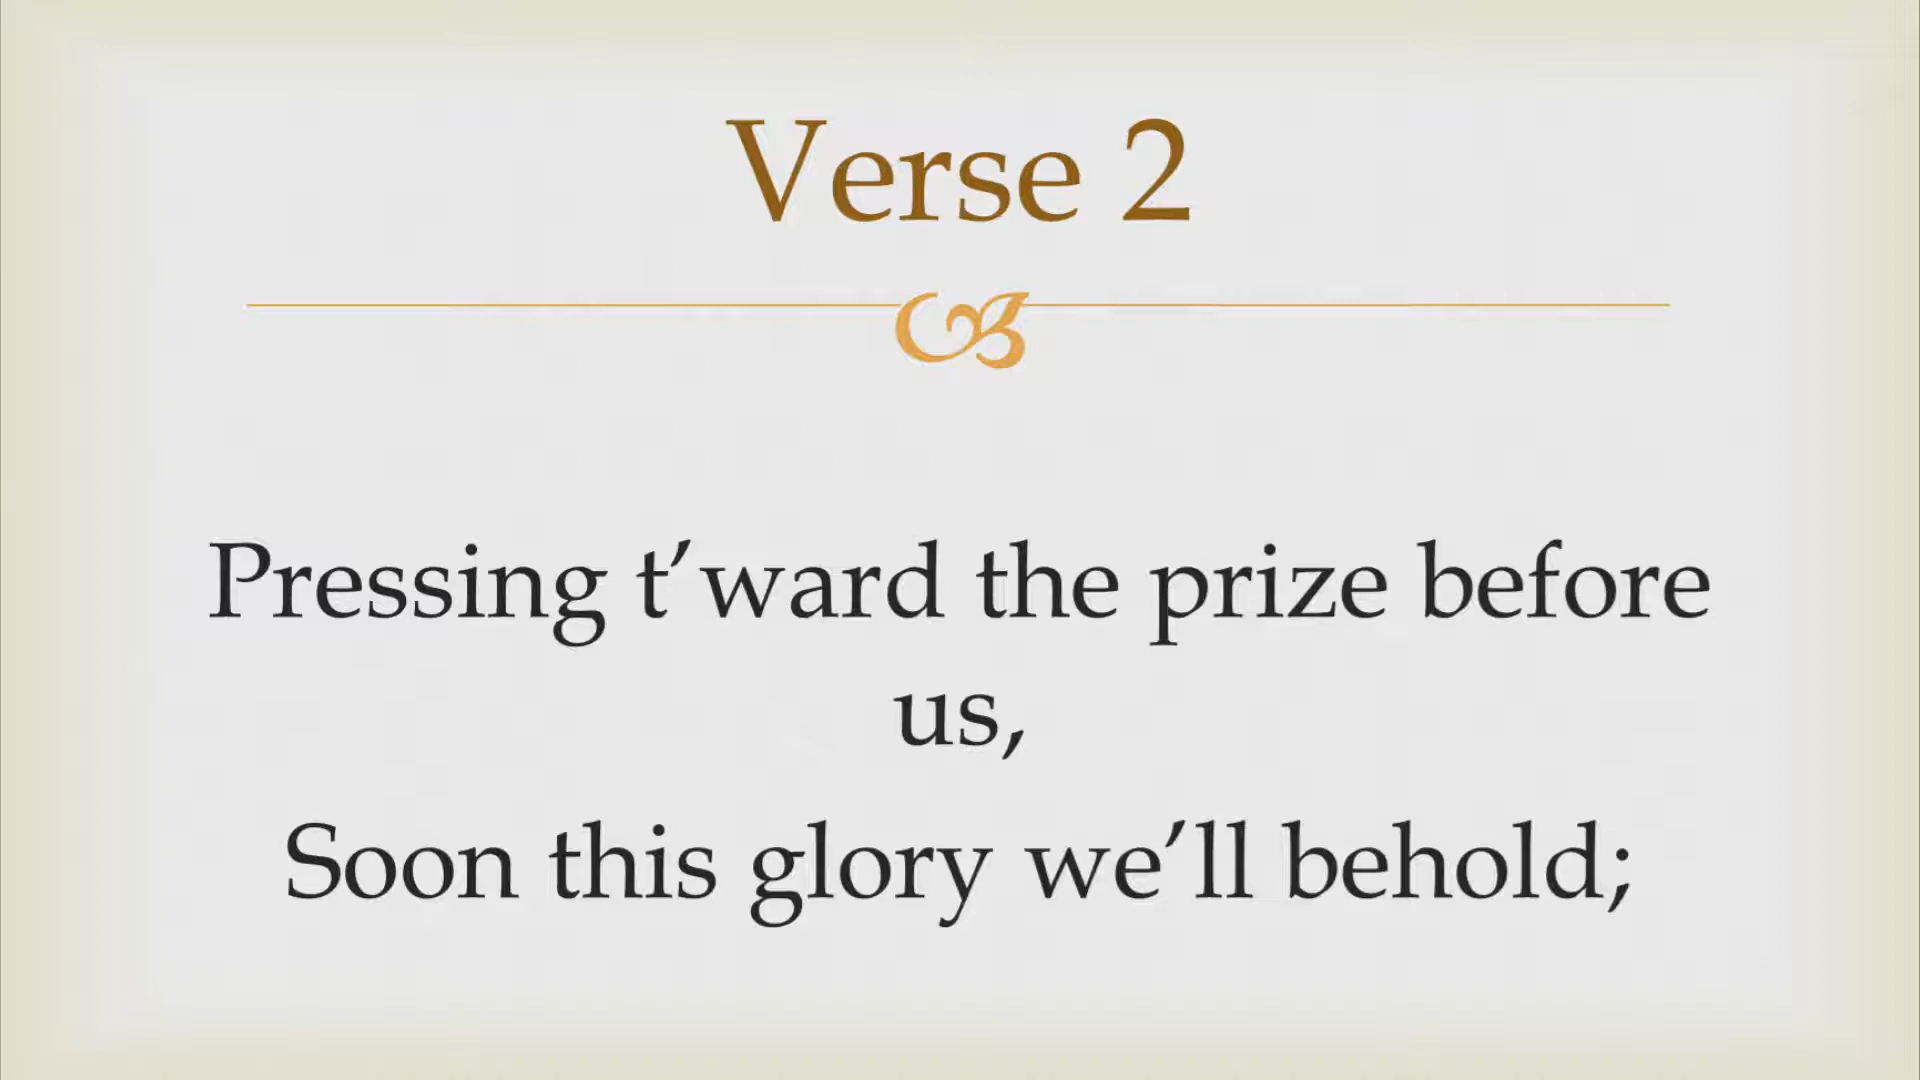 Verse 2
Pressing t’ward the prize before
us,
Soon this glory we’ll behold;